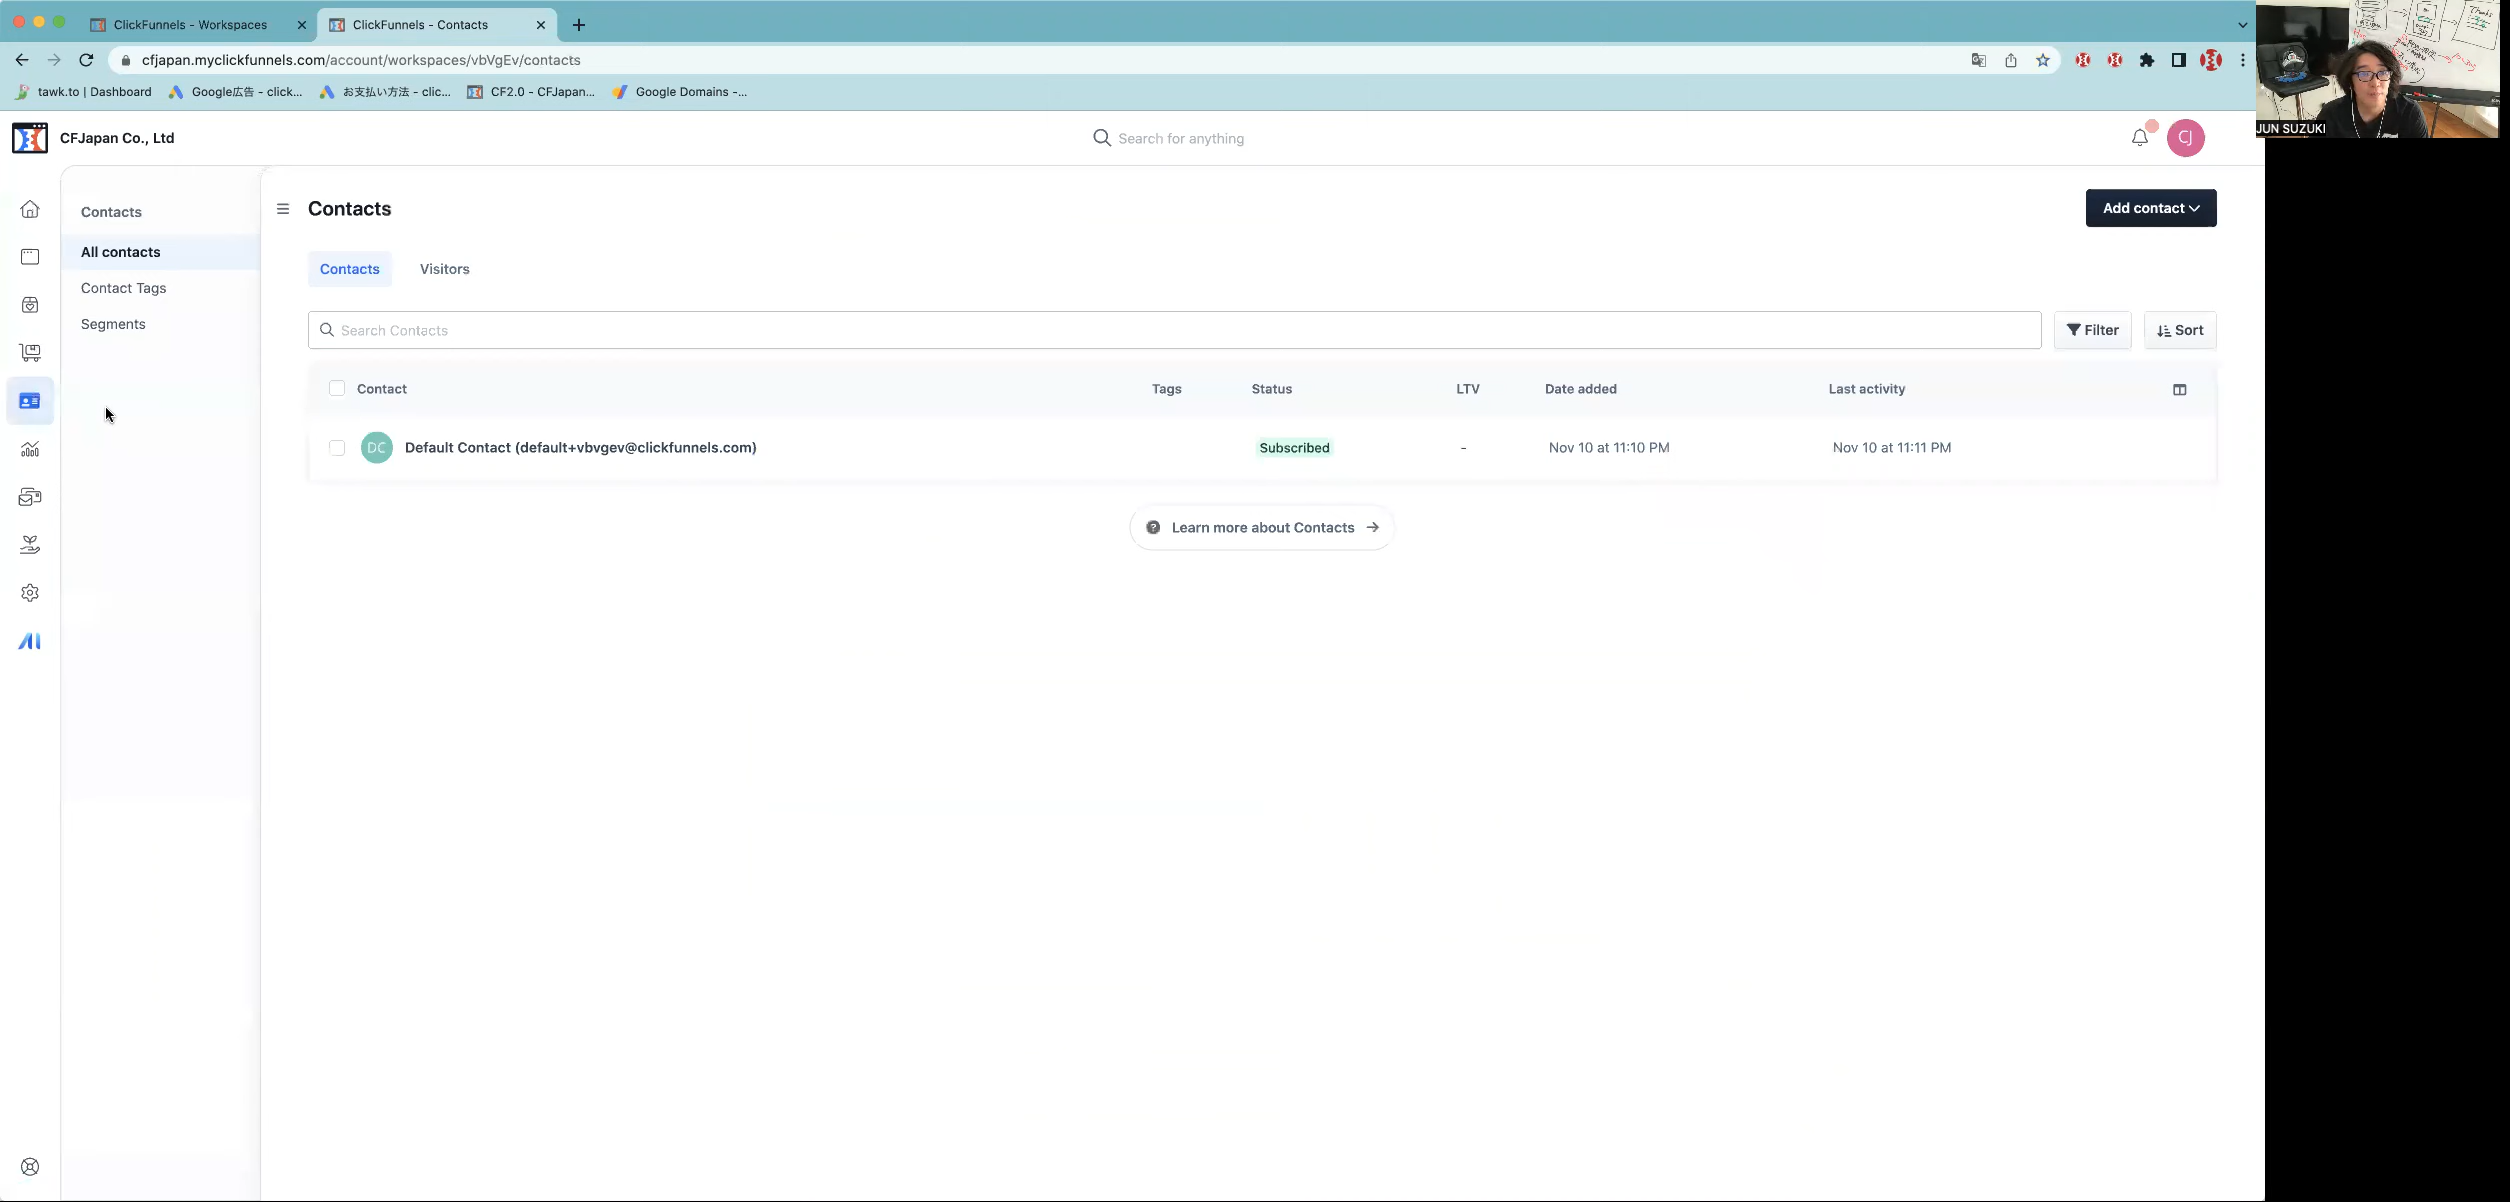 ClickFunnels - Workspaces
ClickFunnels - Contacts
cfjapan.myclickfunnels.com/account/workspaces/vbVgEv/contacts
tawk.to | Dashboard
Google広告 - click...
お支払い方法 - clic...
CF2.0 - CFJapan...
Google Domains -...
JUN SUZUKI
CFJapan Co., Ltd
Search for anything
CJ
Contacts
All contacts
Contact Tags
Segments
Contacts
Add contact
Contacts
Visitors
Search Contacts
Filter
Sort
Contact
Tags
Status
LTV
Date added
Last activity
DC
Default Contact (default+vbvgev@clickfunnels.com)
Subscribed
-
Nov 10 at 11:10 PM
Nov 10 at 11:11 PM
Learn more about Contacts
AI